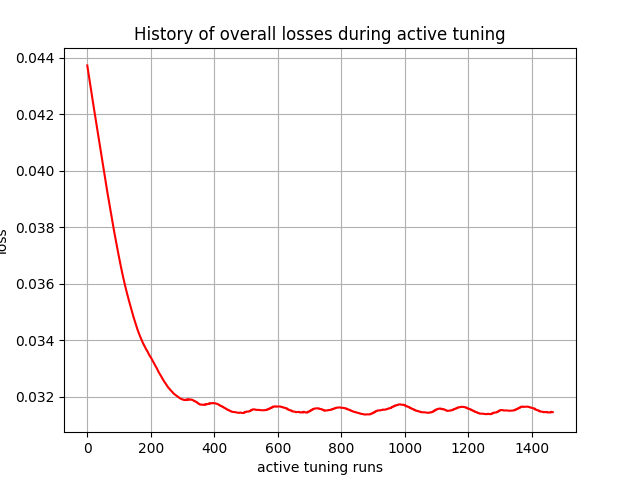 History of overall losses during active tuning
0.044
0.042
0.040
0.038
0.036
0.034
0.032
loss
0 200 400 600 800 1000 1200 1400
active tuning runs